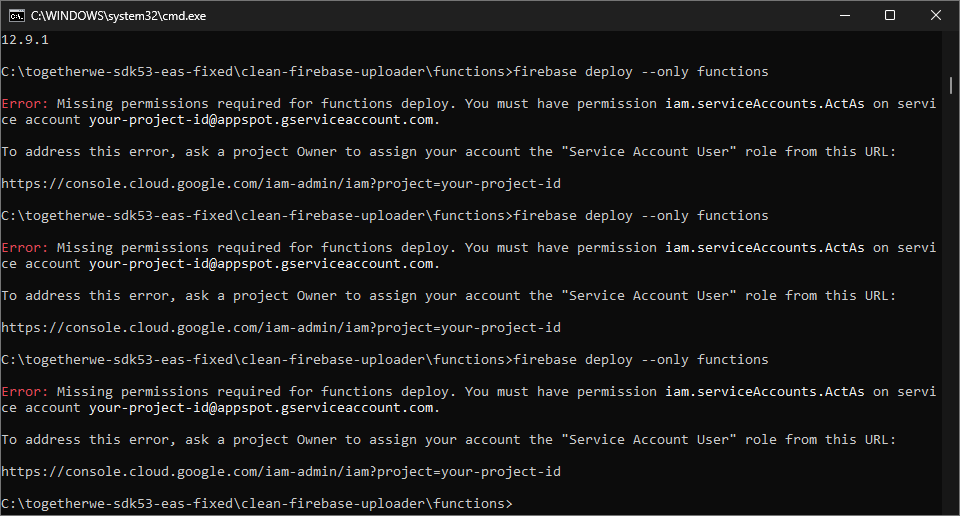 C:\WINDOWS\system32\cmd.exe
12.9.1
C:\togetherwe-sdk53-eas-fixed\clean-firebase-uploader\functions>firebase deploy --only functions
Error: Missing permissions required for functions deploy. You must have permission iam.serviceAccounts.ActAs on servi
ce account your-project-id@appspot.gserviceaccount.com.
To address this error, ask a project Owner to assign your account the "Service Account User" role from this URL:
https://console.cloud.google.com/iam-admin/iam?project=your-project-id
C:\togetherwe-sdk53-eas-fixed\clean-firebase-uploader\functions>firebase deploy --only functions
Error: Missing permissions required for functions deploy. You must have permission iam.serviceAccounts.ActAs on servi
ce account your-project-id@appspot.gserviceaccount.com.
To address this error, ask a project Owner to assign your account the "Service Account User" role from this URL:
https://console.cloud.google.com/iam-admin/iam?project=your-project-id
C:\togetherwe-sdk53-eas-fixed\clean-firebase-uploader\functions>firebase deploy --only functions
Error: Missing permissions required for functions deploy. You must have permission iam.serviceAccounts.ActAs on servi
ce account your-project-id@appspot.gserviceaccount.com.
To address this error, ask a project Owner to assign your account the "Service Account User" role from this URL:
https://console.cloud.google.com/iam-admin/iam?project=your-project-id
C:\togetherwe-sdk53-eas-fixed\clean-firebase-uploader\functions>